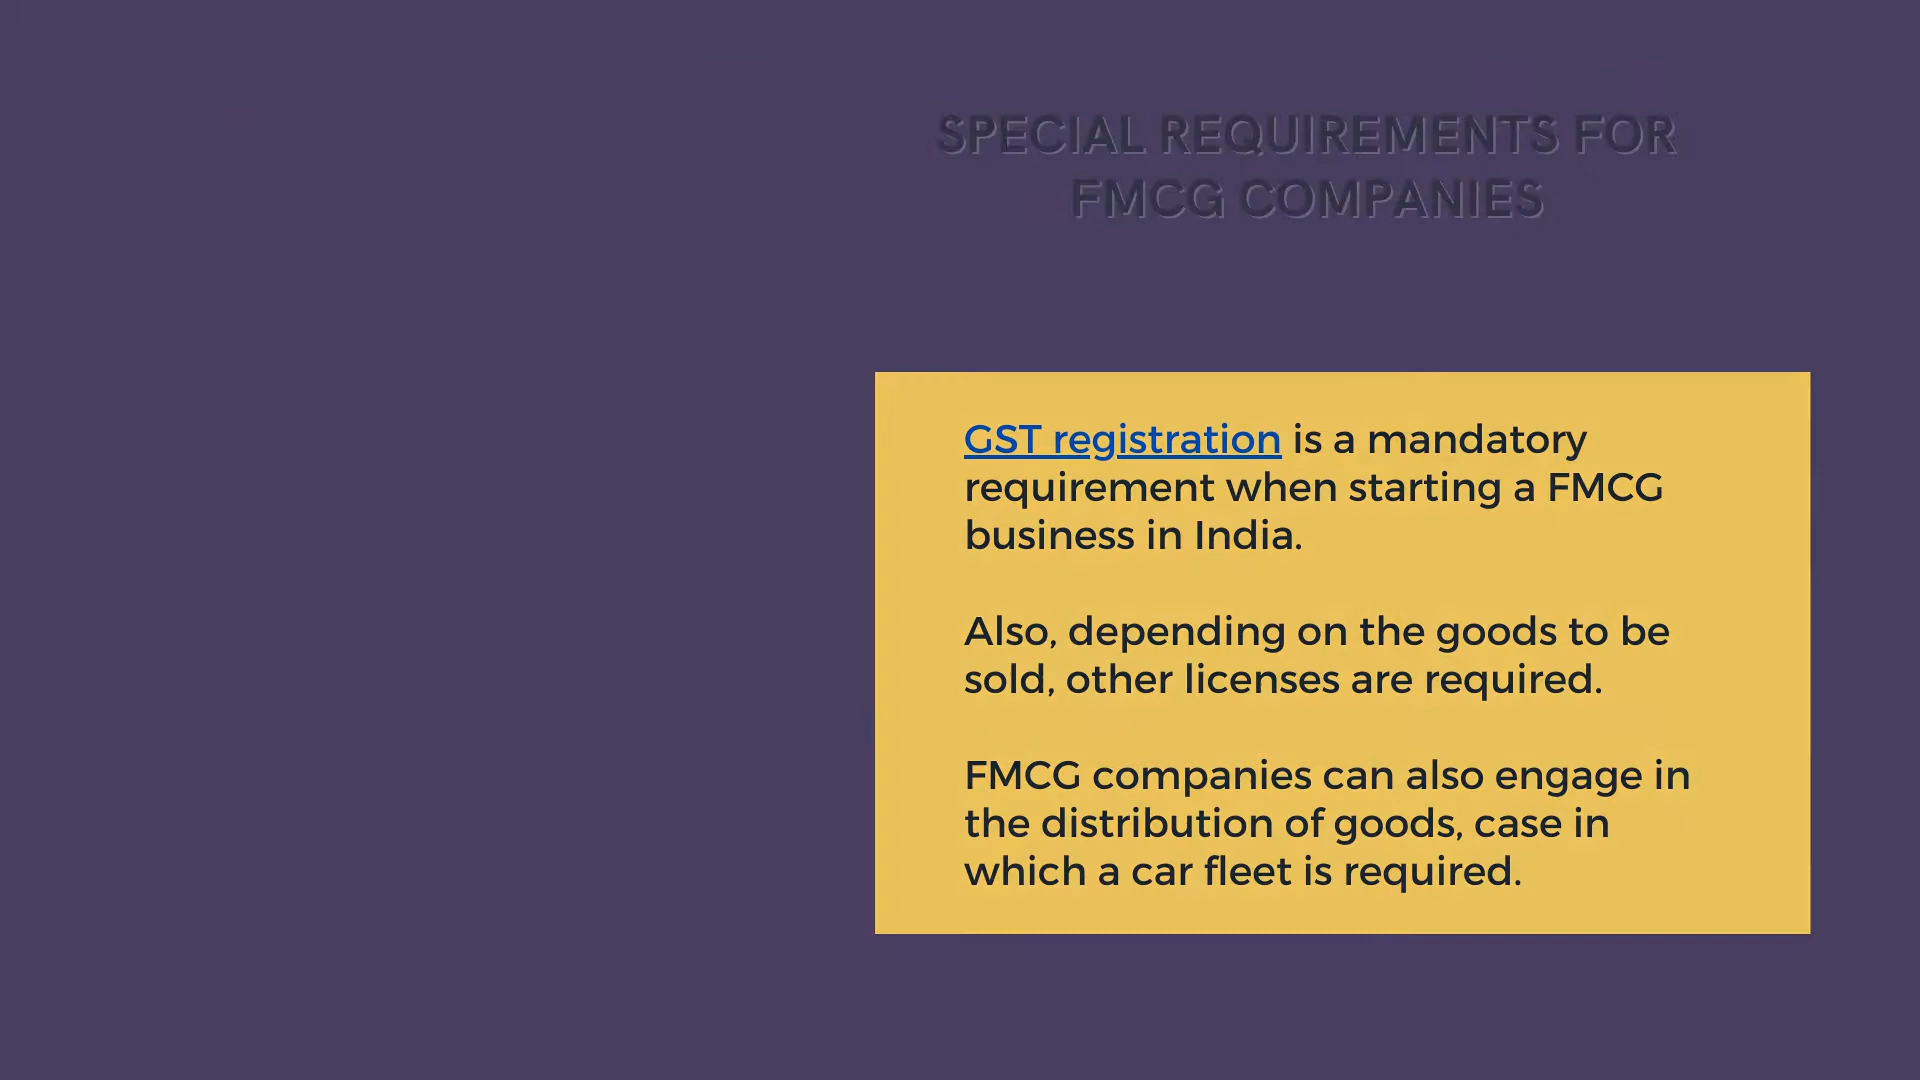 SPECIAL REQUIREMENTS FOR
FMCG COMPANIES
GST registration is a mandatory
requirement when starting a FMCG
business in India.
Also, depending on the goods to be
sold, other licenses are required.
FMCG companies can also engage in
the distribution of goods, case in
which a car fleet is required.